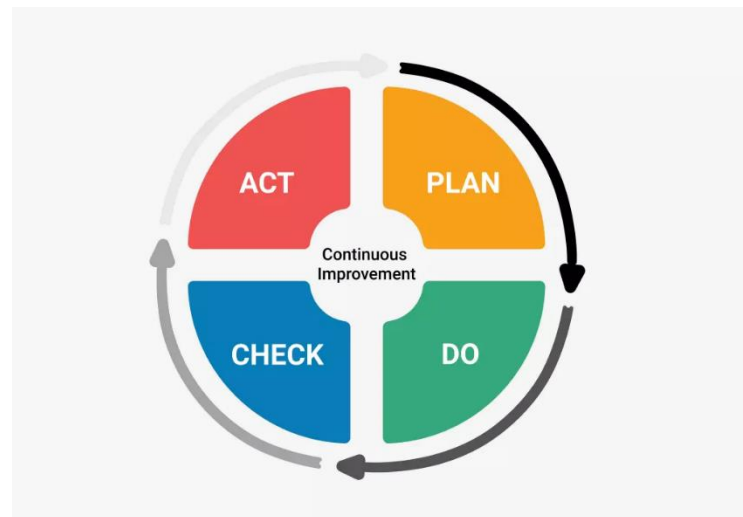 ACT
PLAN
Continuous
Improvement
CHECK
DO